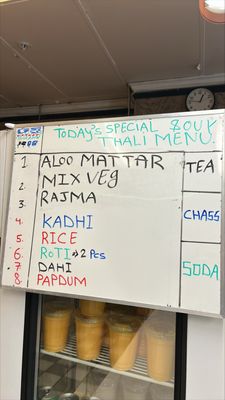 TODAY'S SPECIAL SOUP
THALI MENU
1 ALOO MATTAR
2. MIX Veg
3. RAJMA
4. KADHI
5. RICE
6. ROTI → 2 Pcs
7 DAHI
8. PAPDUM
TEA
CHASS
SODA